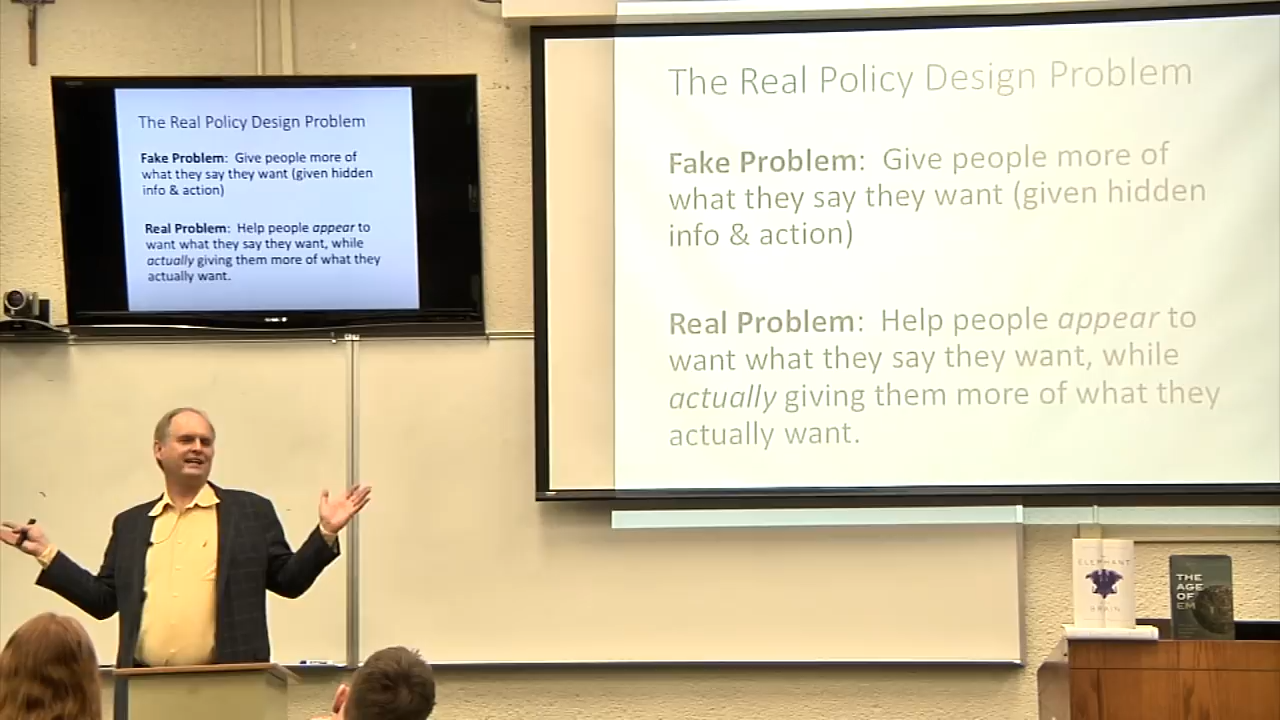 The Real Policy Design Problem
Fake Problem: Give people more of
what they say they want (given hidden
info & action)
Real Problem: Help people appear to
want what they say they want, while
actually giving them more of what they
actually want.
The Real Policy Design Problem
Fake Problem: Give people more of
what they say they want (given hidden
info & action)
Real Problem: Help people appear to
want what they say they want, while
actually giving them more of what they
actually want.
ELEPHANT
BRAIN
THE
AGE
OF
EM